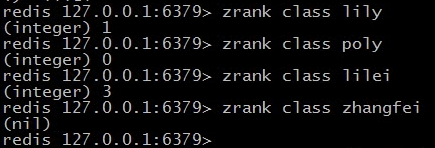 redis 127.0.0.1:6379> zrank class lily
(integer) 1
redis 127.0.0.1:6379> zrank class poly
(integer) 0
redis 127.0.0.1:6379> zrank class lilei
(integer) 3
redis 127.0.0.1:6379> zrank class zhangfei
(nil)
redis 127.0.0.1:6379>